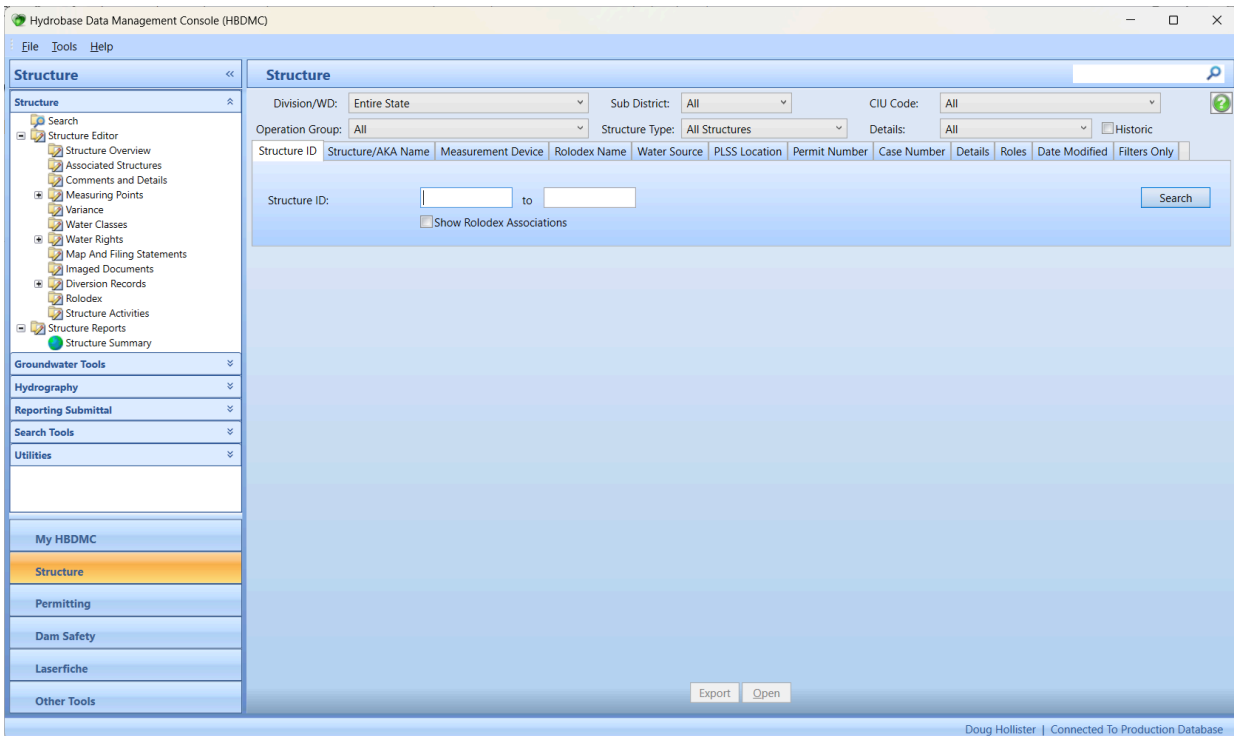 Hydrobase Data Management Console (HBDMC)
File Tools Help
Structure «
Structure
Structure
Search
Structure Editor
Structure Overview
Associated Structures
Comments and Details
Measuring Points
Variance
Water Classes
Water Rights
Map And Filing Statements
Imaged Documents
Diversion Records
Rolodex
Structure Activities
Structure Reports
Structure Summary
Groundwater Tools
Hydrography
Reporting Submittal
Search Tools
Utilities
My HBDMC
Structure
Permitting
Dam Safety
Laserfiche
Other Tools
Division/WD: Entire State Sub District: All CIU Code: All
Operation Group: All Structure Type: All Structures Details: All Historic
Structure ID Structure/AKA Name Measurement Device Rolodex Name Water Source PLSS Location Permit Number Case Number Details Roles Date Modified Filters Only
Structure ID: to Search
Show Rolodex Associations
Export Open
Doug Hollister | Connected To Production Database